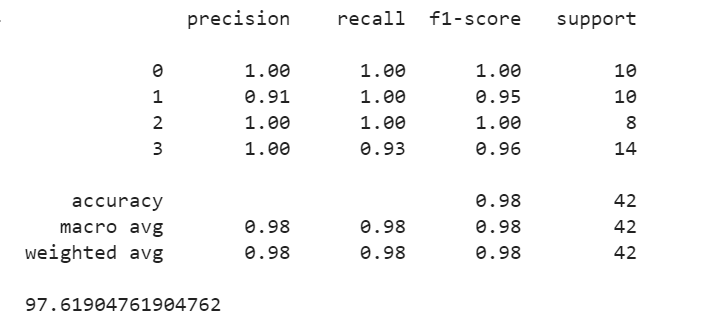 precision recall f1-score support
0 1.00 1.00 1.00 10
1 0.91 1.00 0.95 10
2 1.00 1.00 1.00 8
3 1.00 0.93 0.96 14
accuracy 0.98 42
macro avg 0.98 0.98 0.98 42
weighted avg 0.98 0.98 0.98 42
97.61904761904762